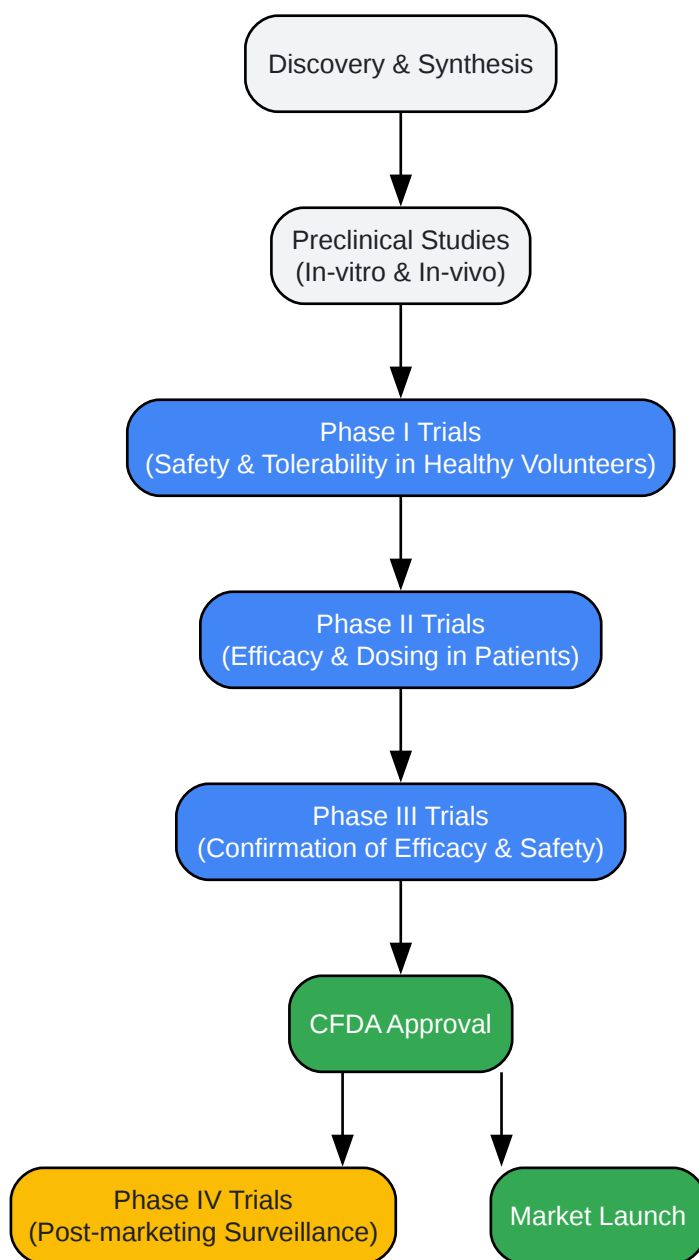 Discovery & Synthesis
Preclinical Studies
(In-vitro & In-vivo)
Phase I Trials
(Safety & Tolerability in Healthy Volunteers)
Phase II Trials
(Efficacy & Dosing in Patients)
Phase III Trials
(Confirmation of Efficacy & Safety)
CFDA Approval
Phase IV Trials
(Post-marketing Surveillance)
Market Launch